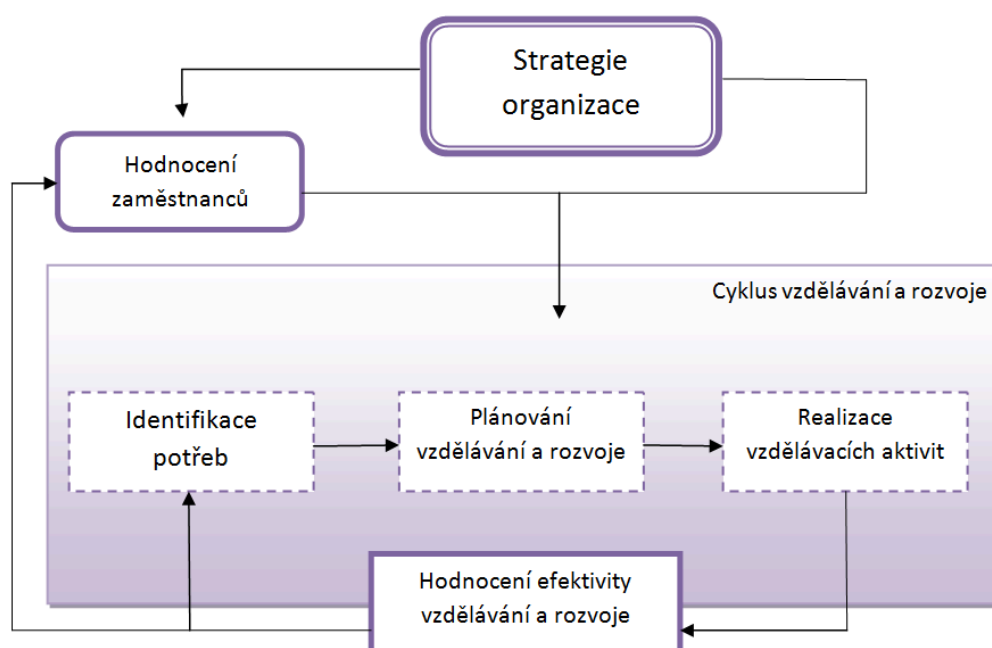 Strategie
organizace
Hodnocení
zaměstnanců
Cyklus vzdělávání a rozvoje
Identifikace
potřeb
Plánování
vzdělávání a rozvoje
Realizace
vzdělávacích aktivit
Hodnocení efektivity
vzdělávání a rozvoje